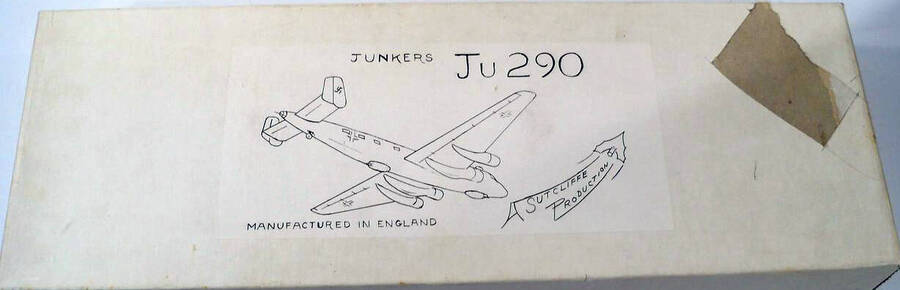 JUNKERS Ju 290
A SUTCLIFFE
PRODUCTION
MANUFACTURED IN ENGLAND